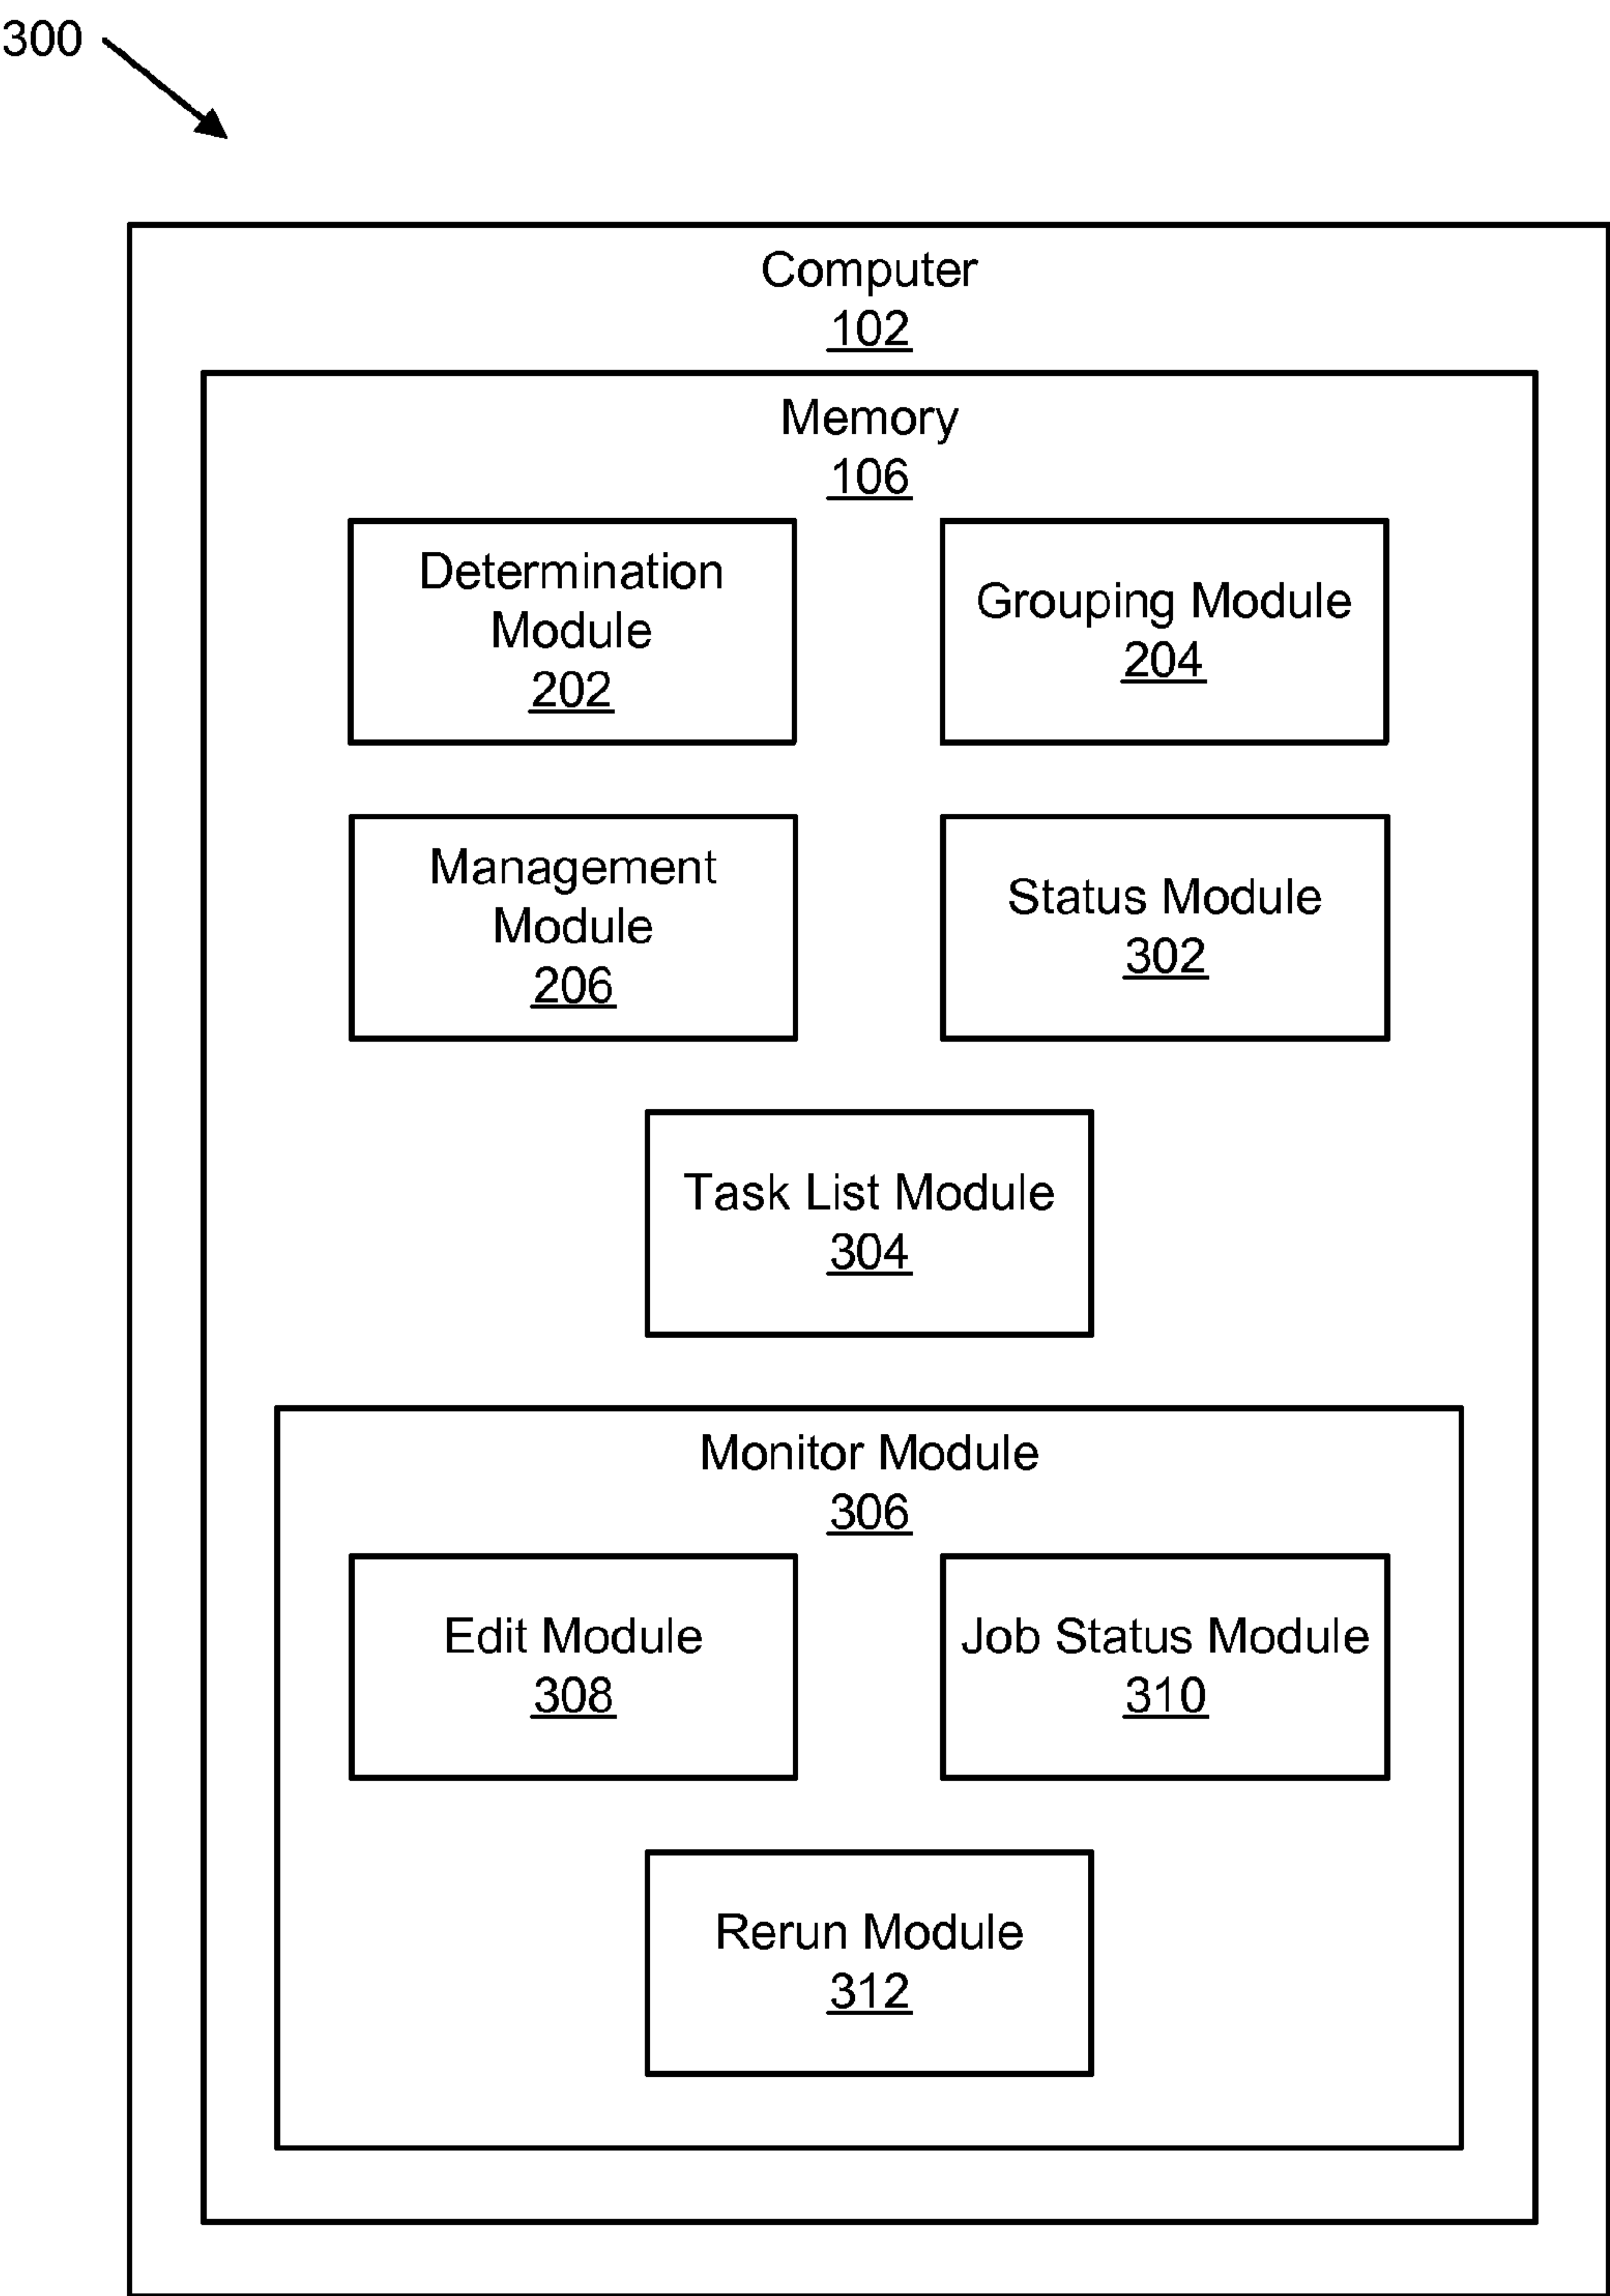 300
Computer
102
Memory
106
Determination
Module
202
Grouping Module
204
Management
Module
206
Status Module
302
Task List Module
304
Monitor Module
306
Edit Module
308
Job Status Module
310
Rerun Module
312